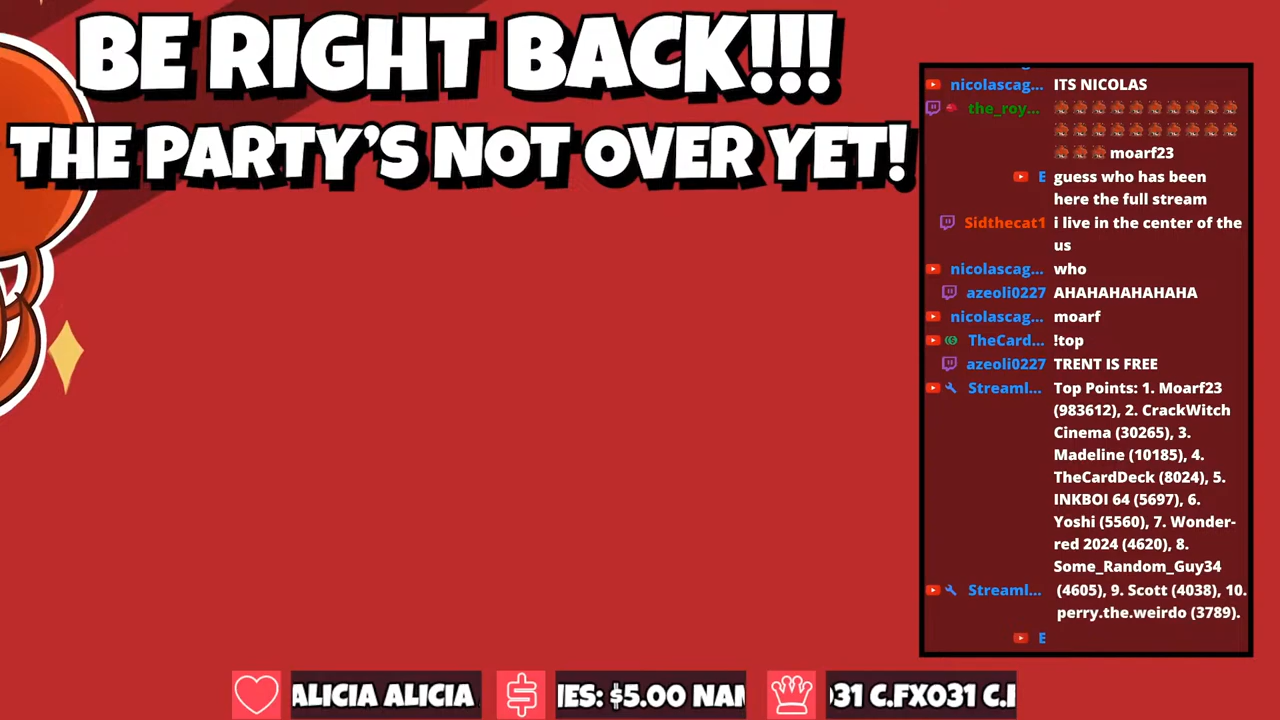 BE RIGHT BACK!!!
THE PARTY'S NOT OVER YET!
nicolascag... ITS NICOLAS
the_roy...
moarf23
E guess who has been
here the full stream
Sidthecat1 i live in the center of the
us
nicolascag... who
azeoli0227 AHAHAHAHAHAHA
nicolascag... moarf
TheCard... !top
azeoli0227 TRENT IS FREE
Streaml... Top Points: 1. Moarf23
(983612), 2. CrackWitch
Cinema (30265), 3.
Madeline (10185), 4.
TheCardDeck (8024), 5.
INKBOI 64 (5697), 6.
Yoshi (5560), 7. Wonder-
red 2024 (4620), 8.
Some_Random_Guy34
Streaml... (4605), 9. Scott (4038), 10.
perry.the.weirdo (3789).
E
ALICIA ALICIA
IES: $5.00 NAN
031 C.FX031 C.F